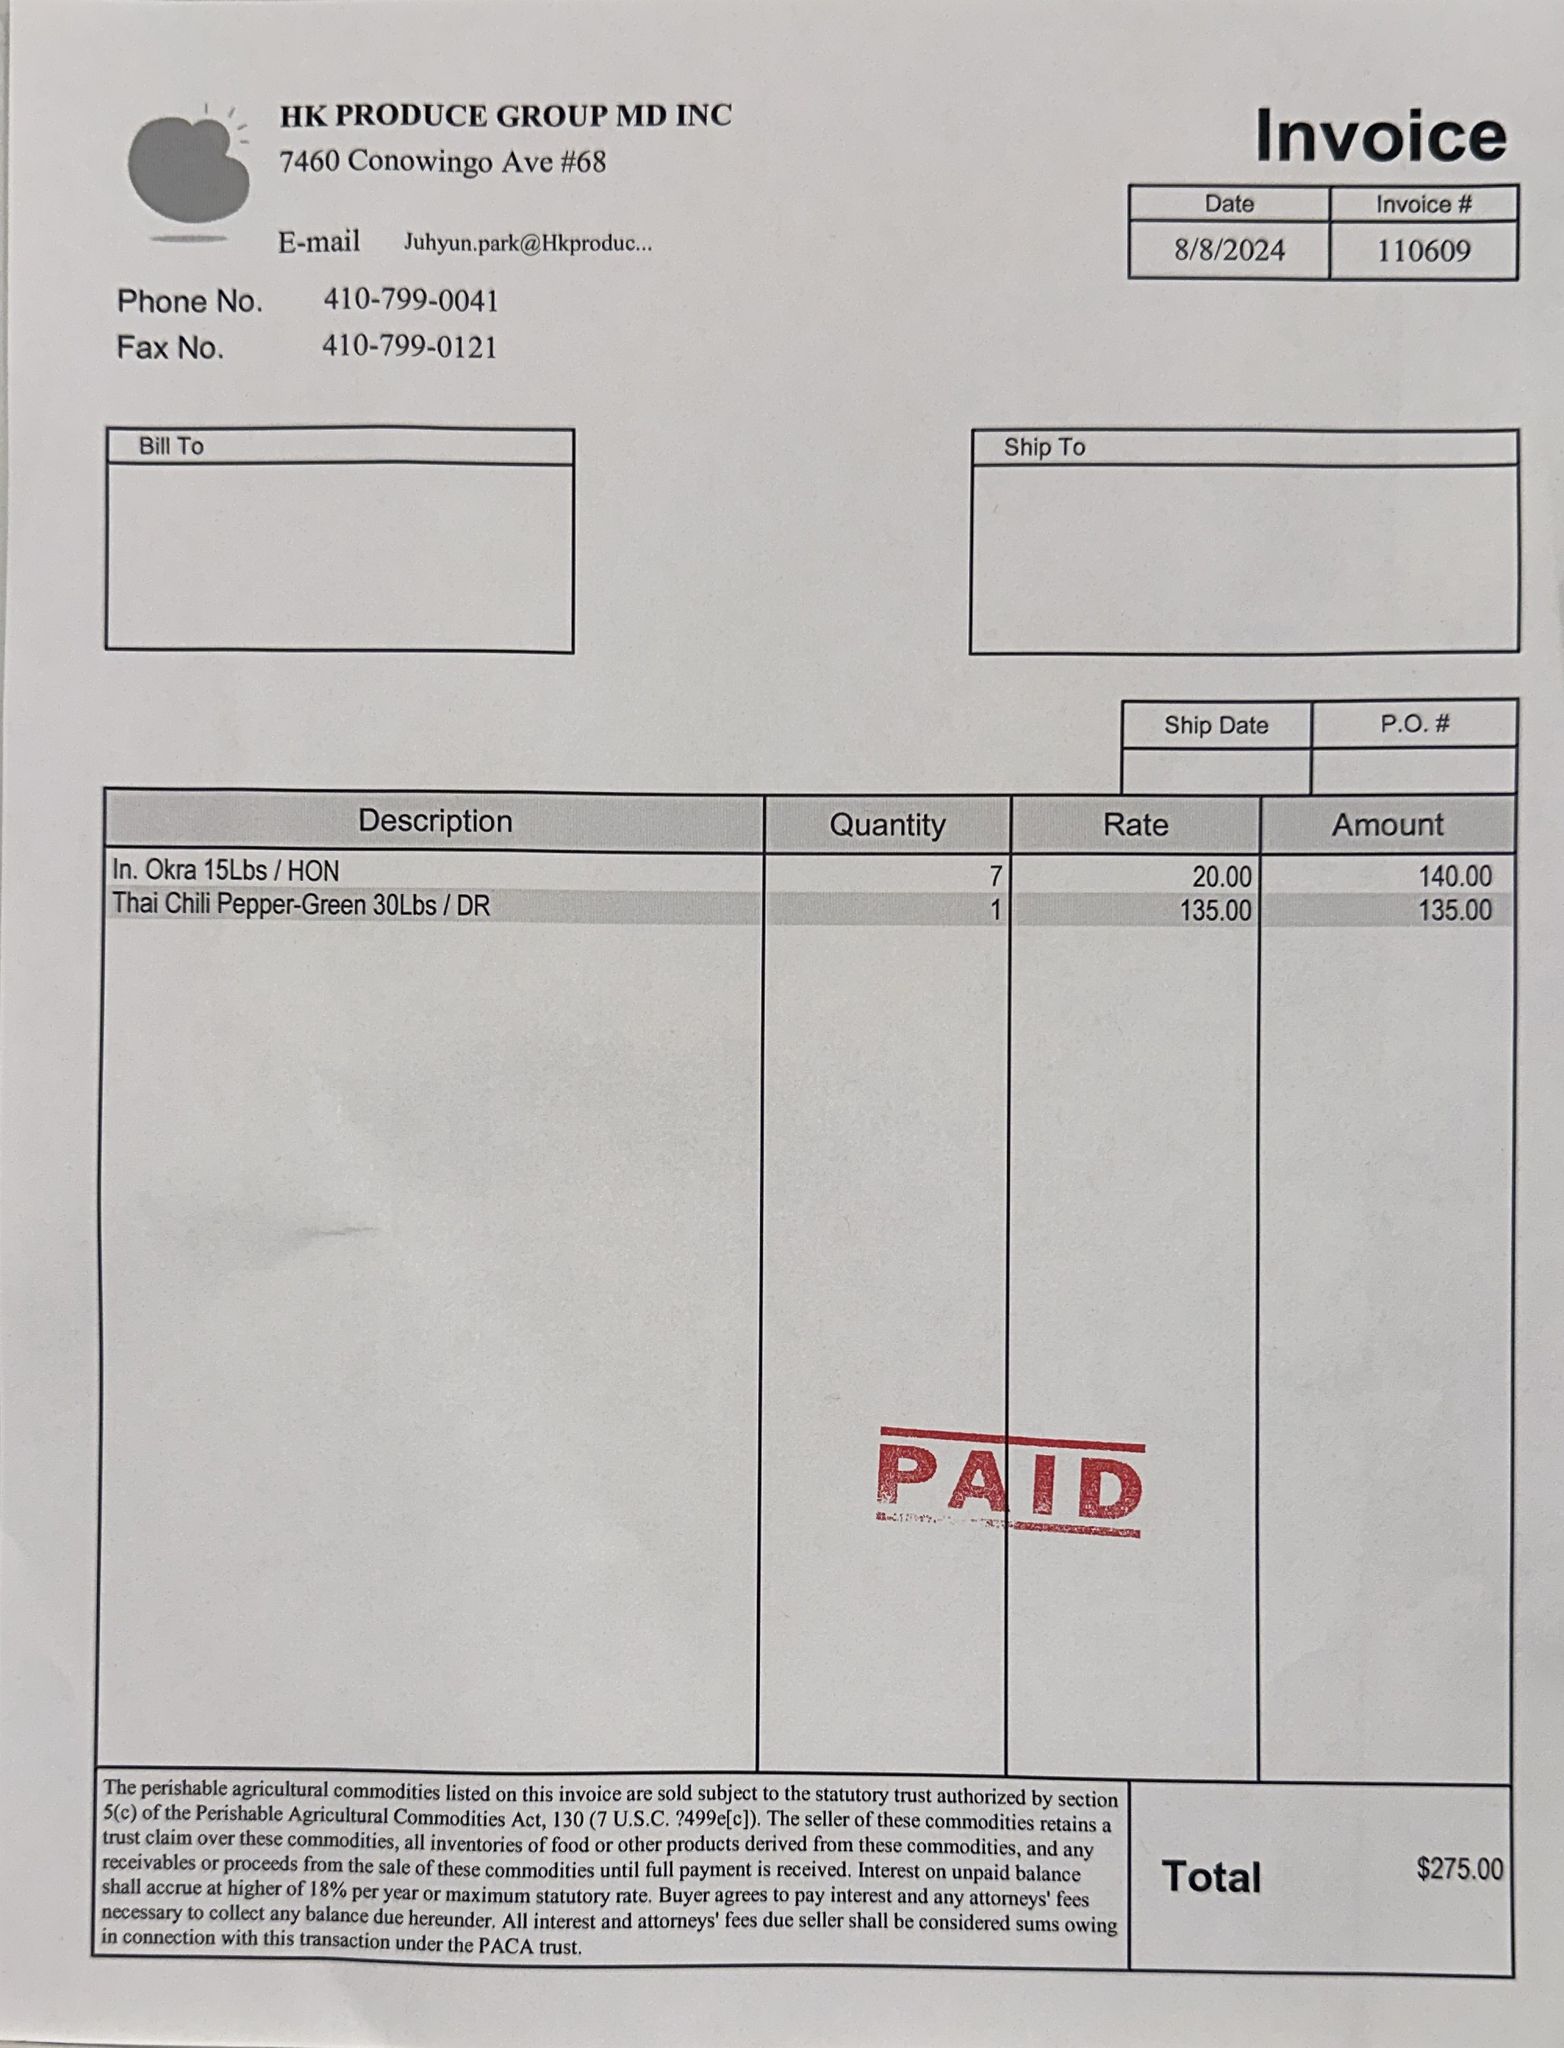 HK PRODUCE GROUP MD INC
7460 Conowingo Ave #68
E-mail Juhyun.park@Hkproduc...
Phone No. 410-799-0041
Fax No. 410-799-0121
Invoice
Date Invoice #
8/8/2024 110609
Bill To
Ship To
Ship Date P.O. #
Description Quantity Rate Amount
In. Okra 15Lbs / HON 7 20.00 140.00
Thai Chili Pepper-Green 30Lbs / DR 1 135.00 135.00
PAID
The perishable agricultural commodities listed on this invoice are sold subject to the statutory trust authorized by section
5(c) of the Perishable Agricultural Commodities Act, 130 (7 U.S.C. ?499e[c]). The seller of these commodities retains a
trust claim over these commodities, all inventories of food or other products derived from these commodities, and any
receivables or proceeds from the sale of these commodities until full payment is received. Interest on unpaid balance
shall accrue at higher of 18% per year or maximum statutory rate. Buyer agrees to pay interest and any attorneys' fees
necessary to collect any balance due hereunder. All interest and attorneys' fees due seller shall be considered sums owing
in connection with this transaction under the PACA trust.
Total $275.00